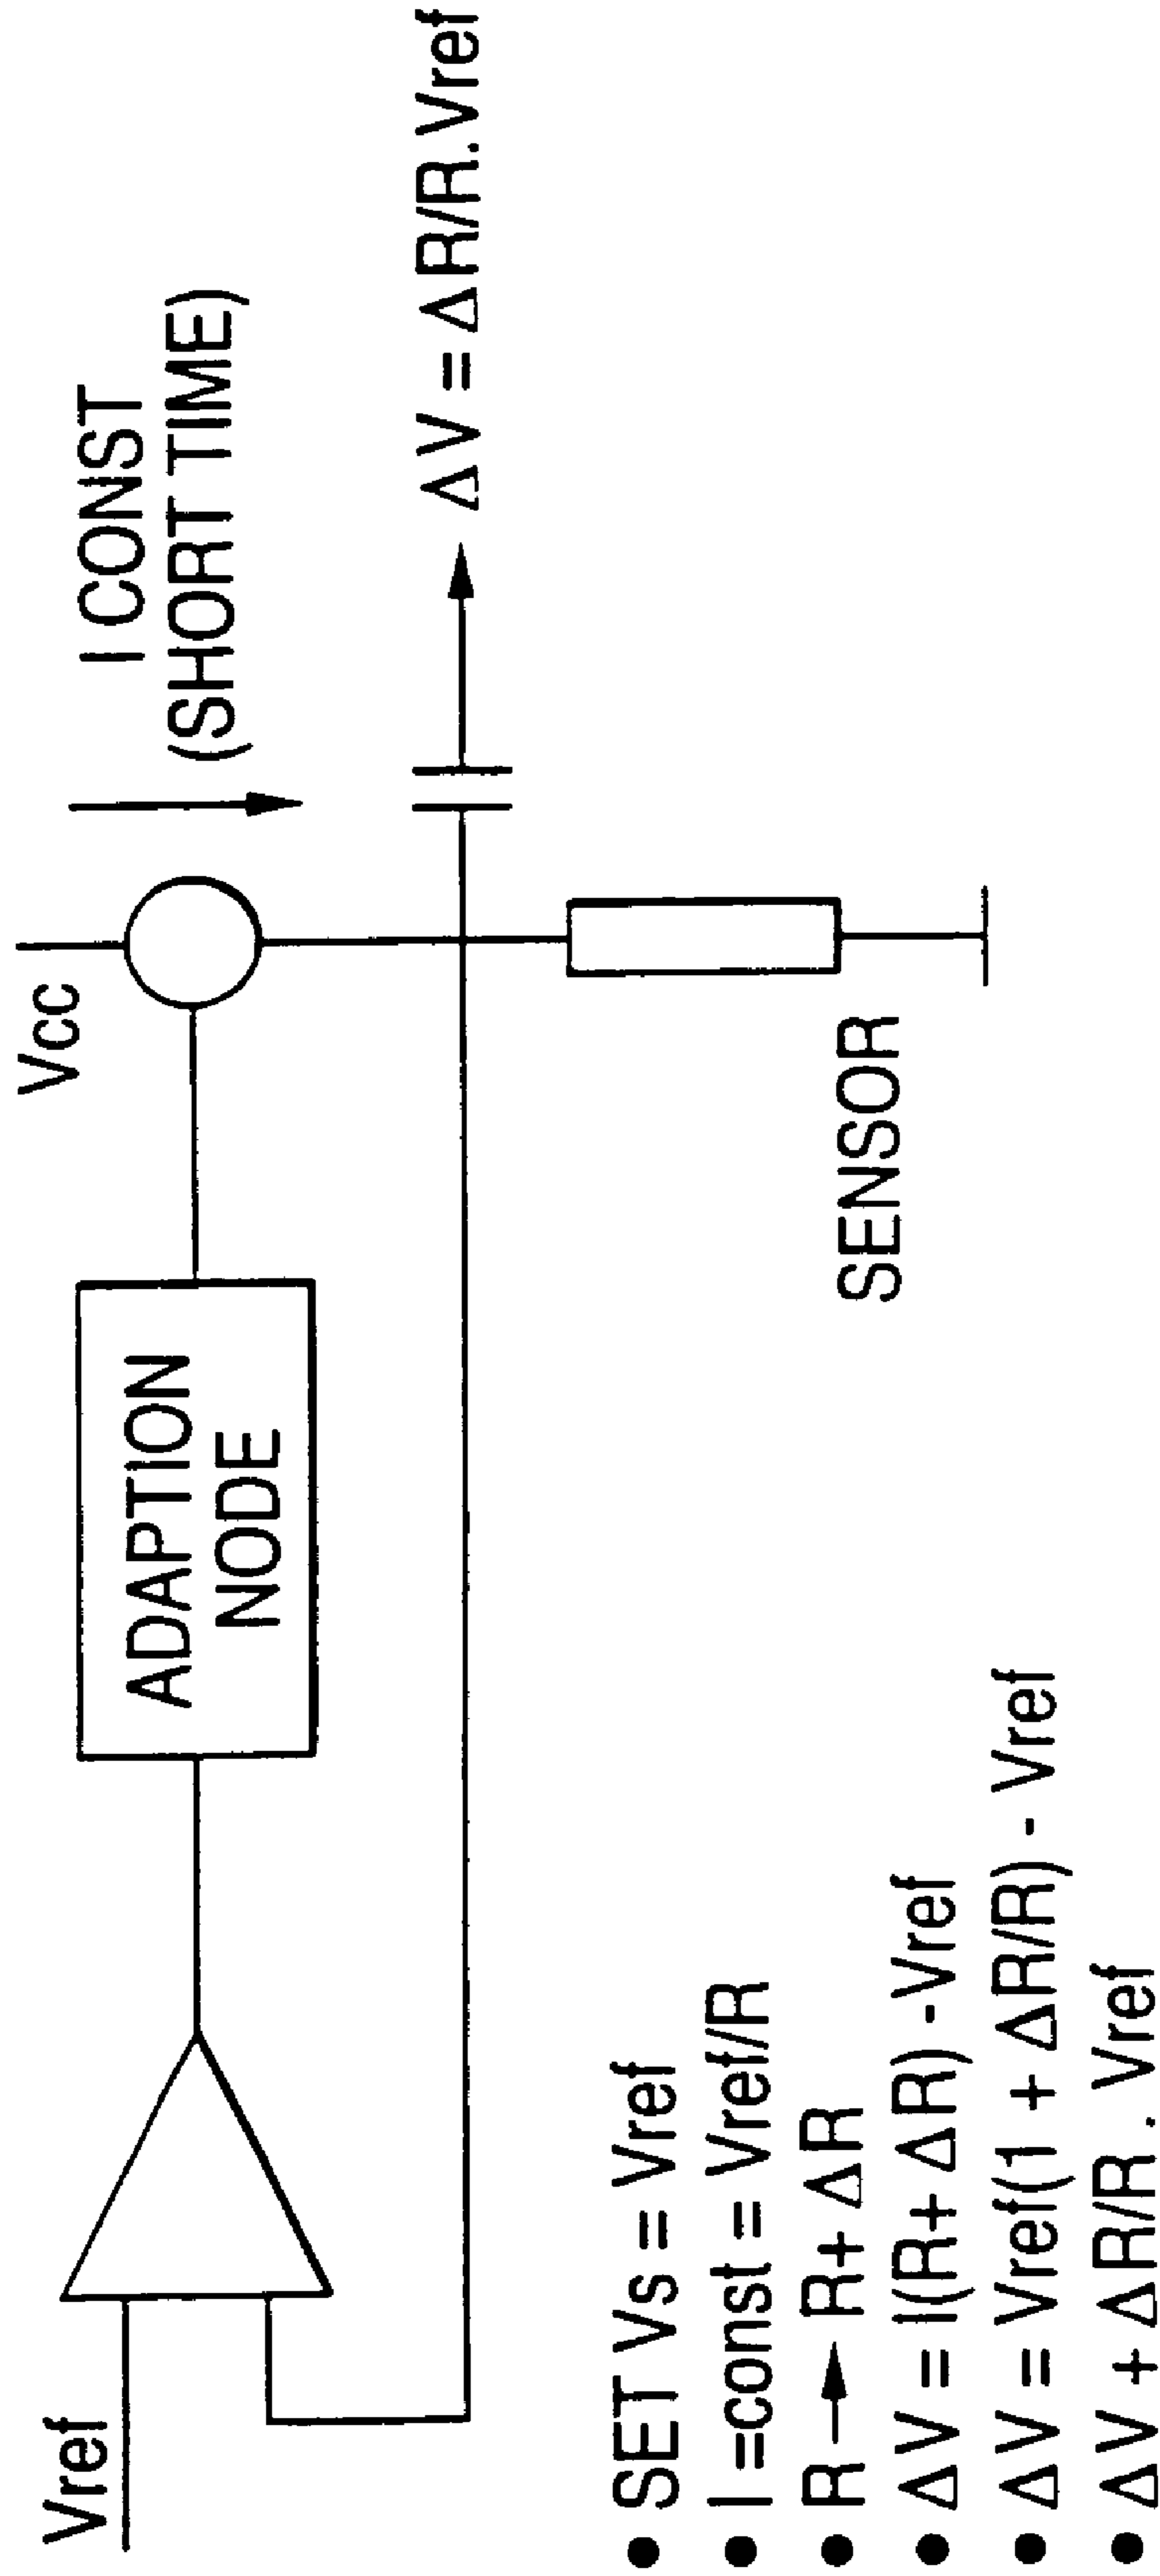 Vref
ADAPTION
NODE
Vcc
I CONST
(SHORT TIME)
ΔV = ΔR/R.Vref
SENSOR
● SET Vs = Vref
● I =const = Vref/R
● R → R+ ΔR
● ΔV = I(R+ ΔR) -Vref
● ΔV = Vref(1 + ΔR/R) - Vref
● ΔV + ΔR/R . Vref